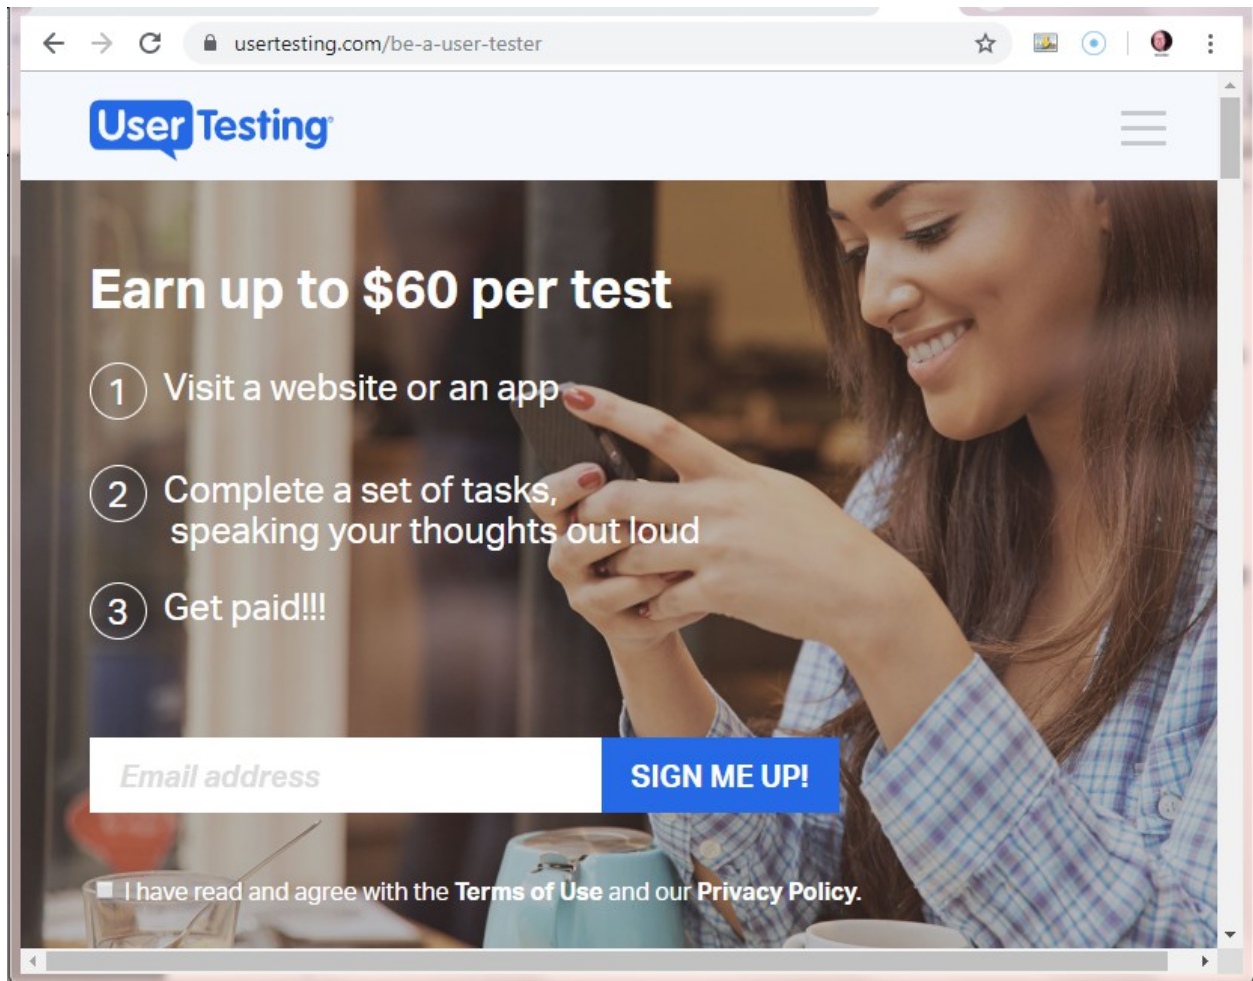 usertesting.com/be-a-user-tester
User Testing
Earn up to $60 per test
1 Visit a website or an app
2 Complete a set of tasks,
speaking your thoughts out loud
3 Get paid!!!
Email address SIGN ME UP!
I have read and agree with the Terms of Use and our Privacy Policy.